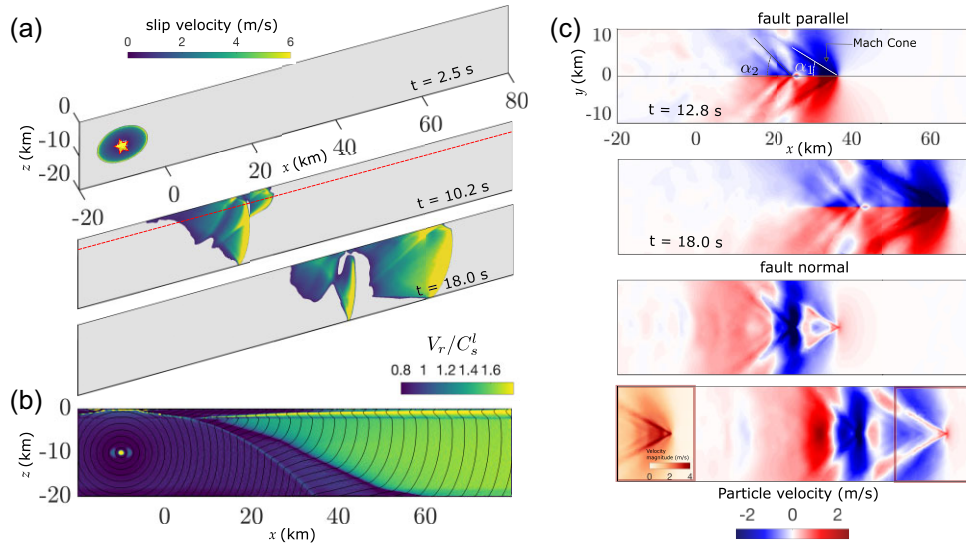 (a)
slip velocity (m/s)
0 2 4 6
t = 2.5 s
0
-10
-20
z (km)
-20 0 20 40 60 80
x (km)
t = 10.2 s
t = 18.0 s
V_r/C_s^l
0.8 1 1.2 1.4 1.6
(b)
0
-10
-20
z (km)
0 20 40 60
x (km)
(c)
fault parallel
10
0
-10
y (km)
Mach Cone
α₂
α₁
t = 12.8 s
-20 0 20 40 60
x (km)
t = 18.0 s
fault normal
Velocity
magnitude (m/s)
0 2 4
Particle velocity (m/s)
-2 0 2